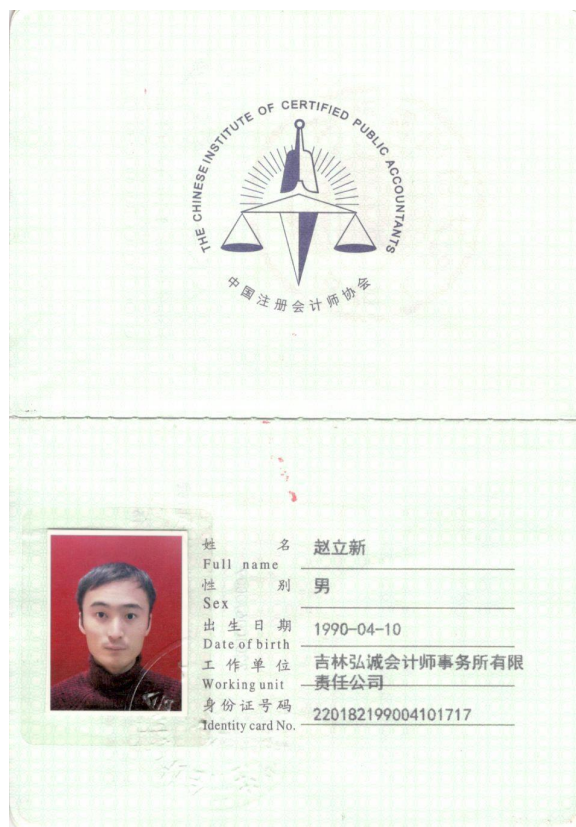 THE CHINESE INSTITUTE OF CERTIFIED PUBLIC ACCOUNTANTS
中国注册会计师协会
姓 名 赵立新
Full name
性 别 男
Sex
出生日期 1990-04-10
Date of birth
工作单位 吉林弘诚会计师事务所有限
Working unit 责任公司
身份证号码 220182199004101717
Identity card No.